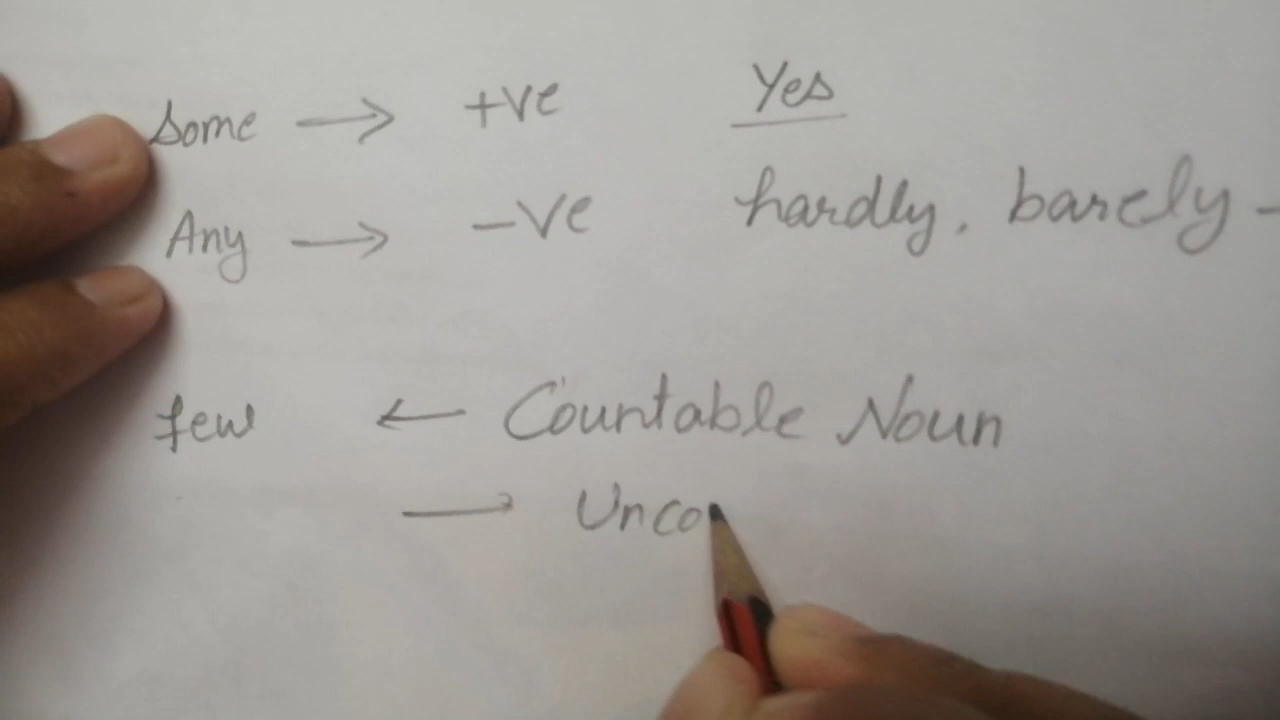 Some → +ve Yes
Any → -ve hardly, barely -
few ← Countable Noun
→ Unco